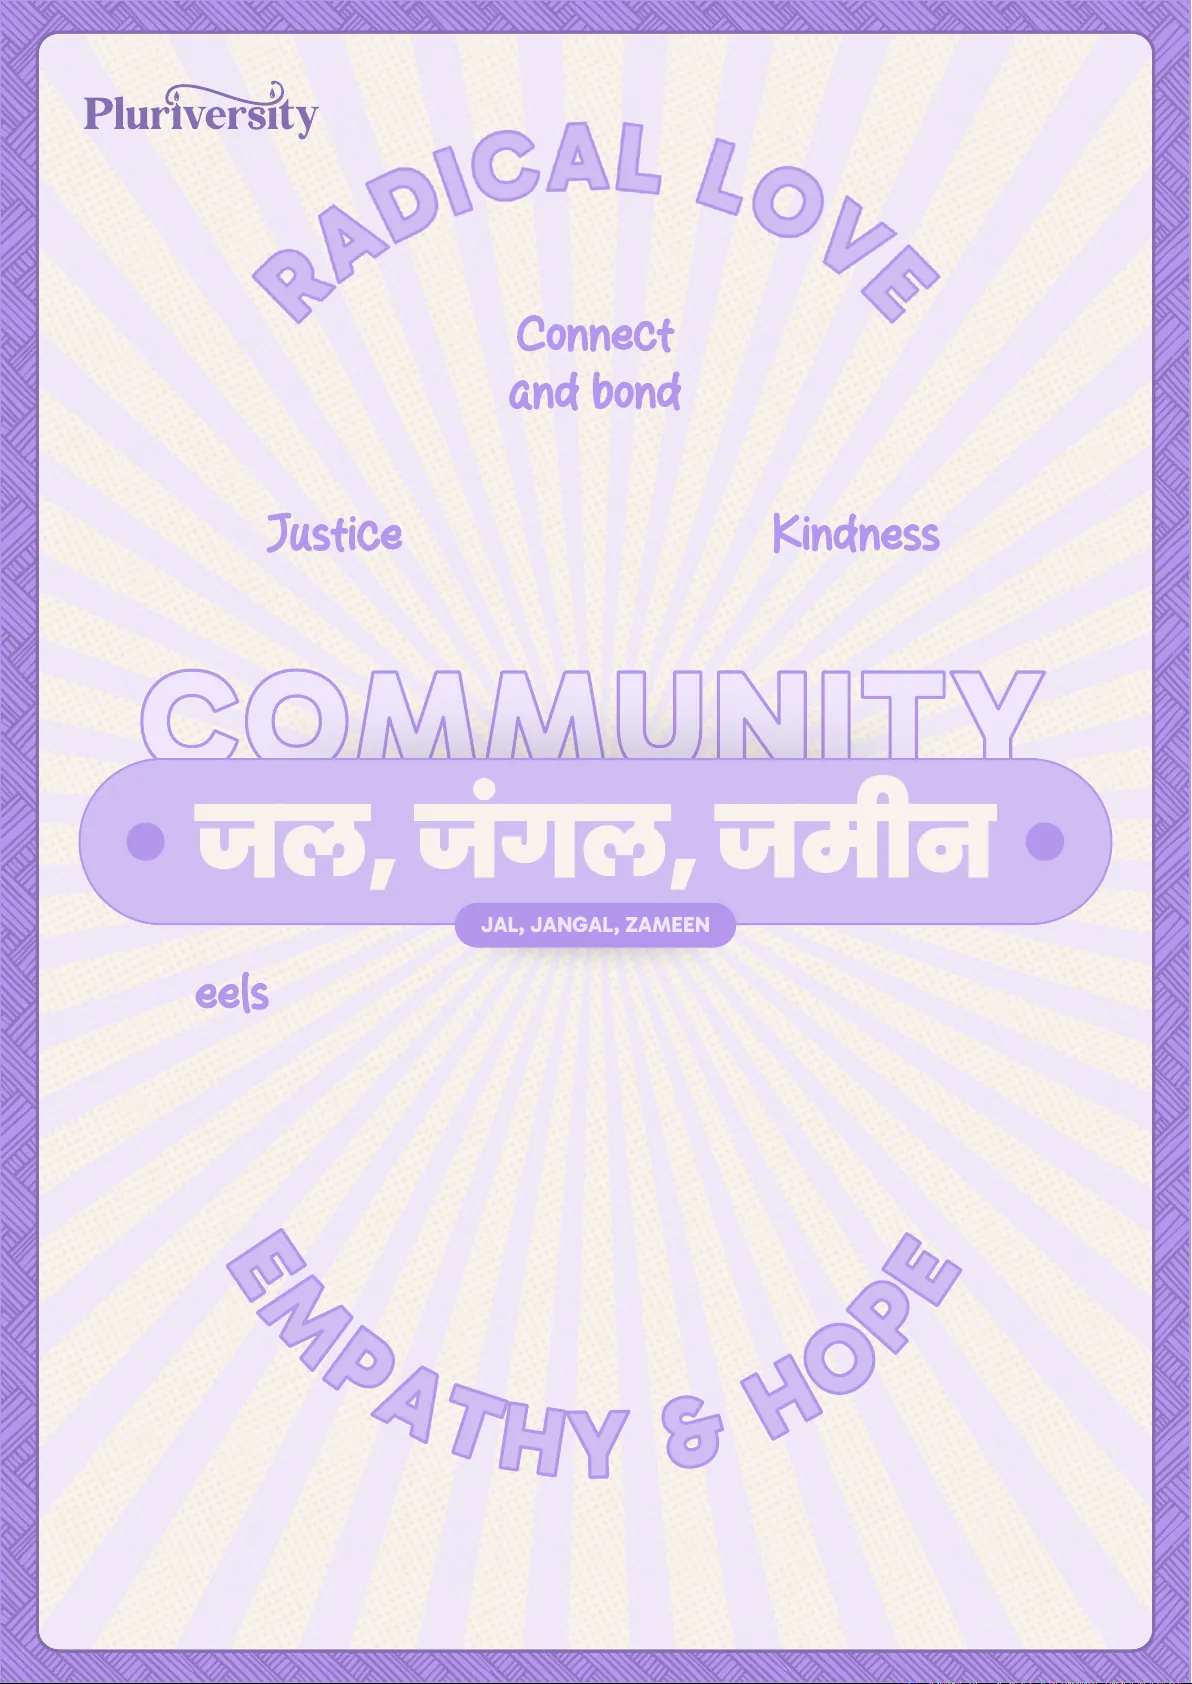 Pluriversity
RADICAL LOVE
Connect
and bond
Justice
Kindness
COMMUNITY
जल, जंगल, जमीन
JAL, JANGAL, ZAMEEN
eels
EMPATHY & HOPE